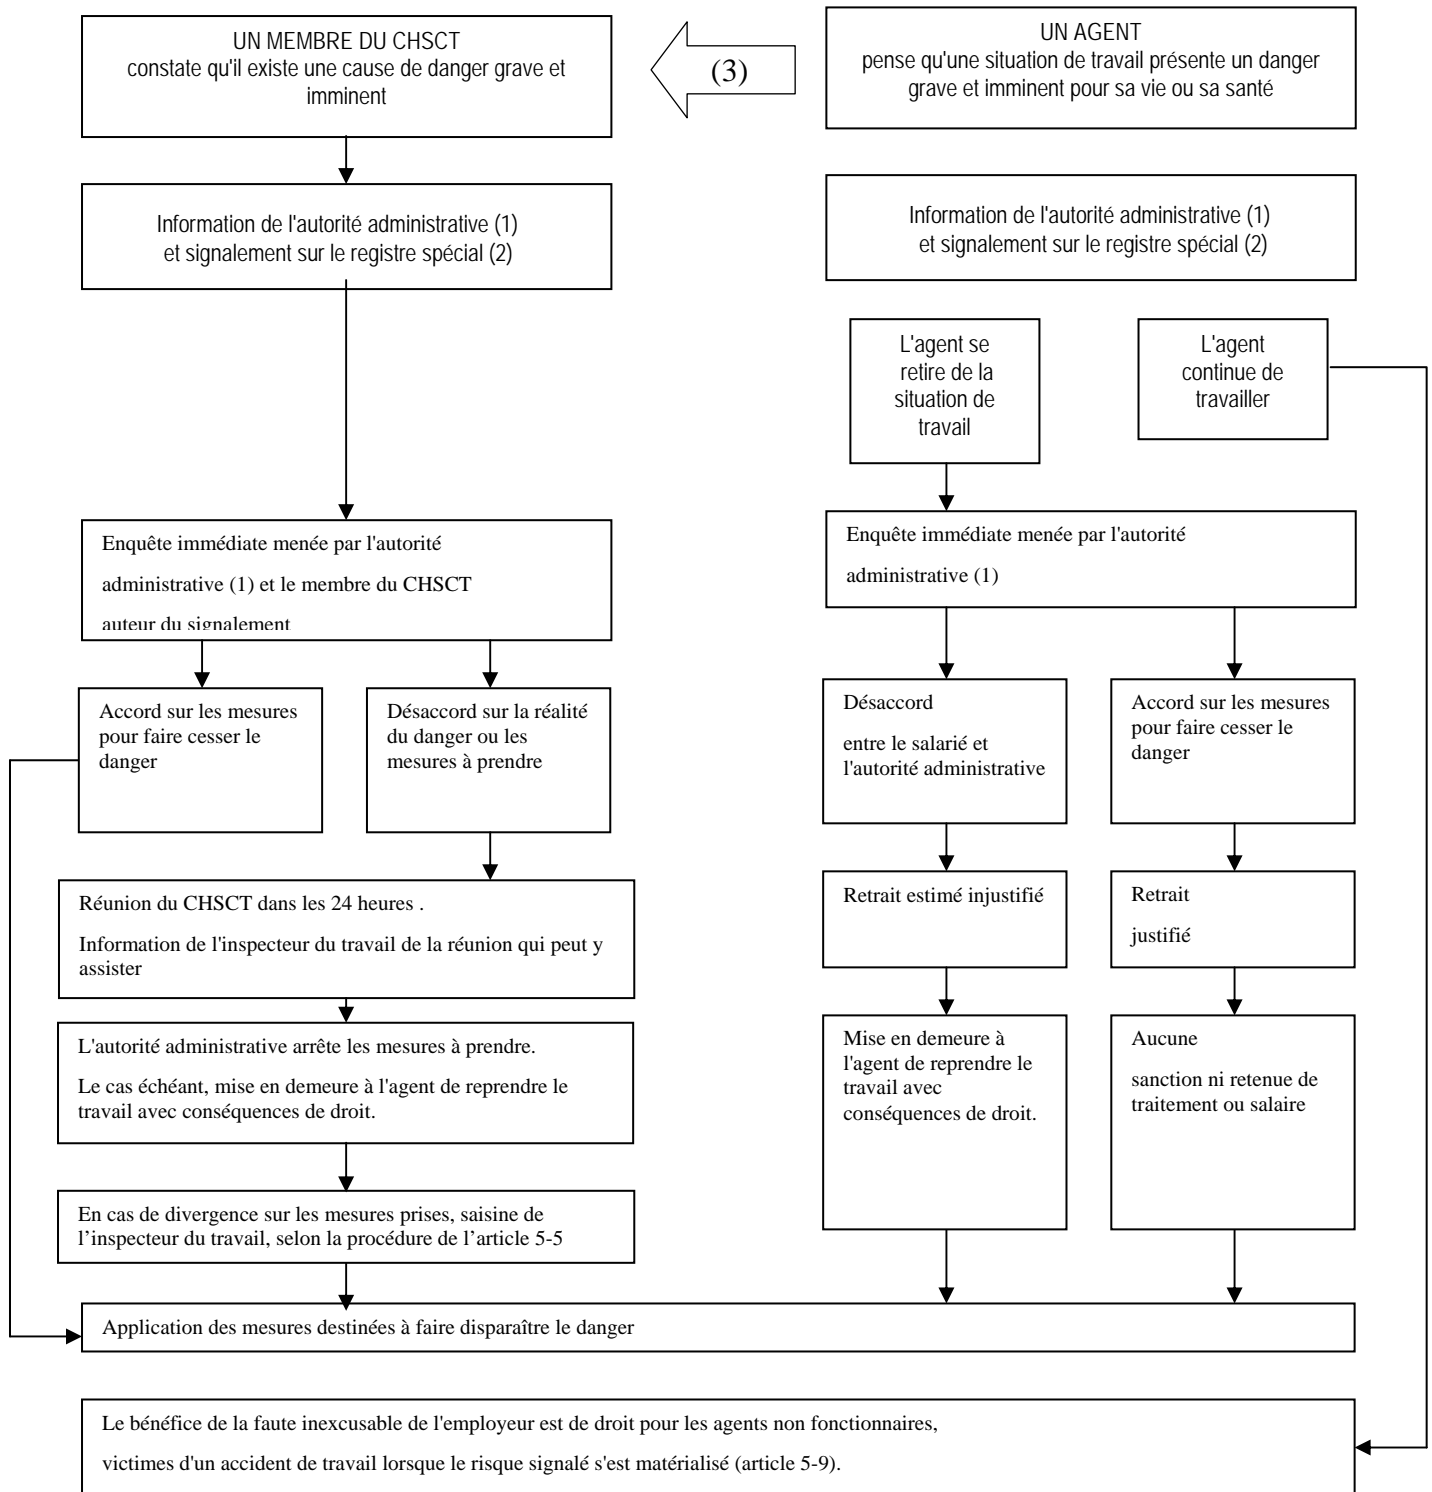 UN MEMBRE DU CHSCT
constate qu'il existe une cause de danger grave et
imminent
(3)
UN AGENT
pense qu'une situation de travail présente un danger
grave et imminent pour sa vie ou sa santé
Information de l'autorité administrative (1)
et signalement sur le registre spécial (2)
Information de l'autorité administrative (1)
et signalement sur le registre spécial (2)
L'agent se
retire de la
situation de
travail
L'agent
continue de
travailler
Enquête immédiate menée par l'autorité
administrative (1) et le membre du CHSCT
auteur du signalement
Enquête immédiate menée par l'autorité
administrative (1)
Accord sur les mesures
pour faire cesser le
danger
Désaccord sur la réalité
du danger ou les
mesures à prendre
Désaccord
entre le salarié et
l'autorité administrative
Accord sur les mesures
pour faire cesser le
danger
Réunion du CHSCT dans les 24 heures .
Information de l'inspecteur du travail de la réunion qui peut y
assister
Retrait estimé injustifié
Retrait
justifié
L'autorité administrative arrête les mesures à prendre.
Le cas échéant, mise en demeure à l'agent de reprendre le
travail avec conséquences de droit.
Mise en demeure à
l'agent de reprendre le
travail avec
conséquences de droit.
Aucune
sanction ni retenue de
traitement ou salaire
En cas de divergence sur les mesures prises, saisine de
l’inspecteur du travail, selon la procédure de l’article 5-5
Application des mesures destinées à faire disparaître le danger
Le bénéfice de la faute inexcusable de l'employeur est de droit pour les agents non fonctionnaires,
victimes d'un accident de travail lorsque le risque signalé s'est matérialisé (article 5-9).